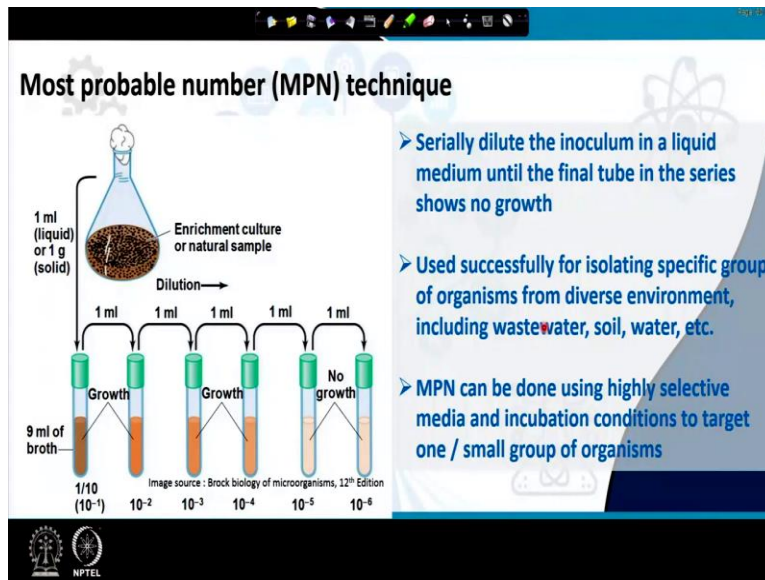 Most probable number (MPN) technique
1 ml
(liquid)
or 1 g
(solid)
Enrichment culture
or natural sample
Dilution
1 ml
1 ml
1 ml
1 ml
1 ml
Growth
Growth
No
growth
9 ml of
broth
Image source : Brock biology of microorganisms, 12th Edition
1/10
(10⁻¹)
10⁻²
10⁻³
10⁻⁴
10⁻⁵
10⁻⁶
Serially dilute the inoculum in a liquid
medium until the final tube in the series
shows no growth
Used successfully for isolating specific group
of organisms from diverse environment,
including wastewater, soil, water, etc.
MPN can be done using highly selective
media and incubation conditions to target
one / small group of organisms
NPTEL